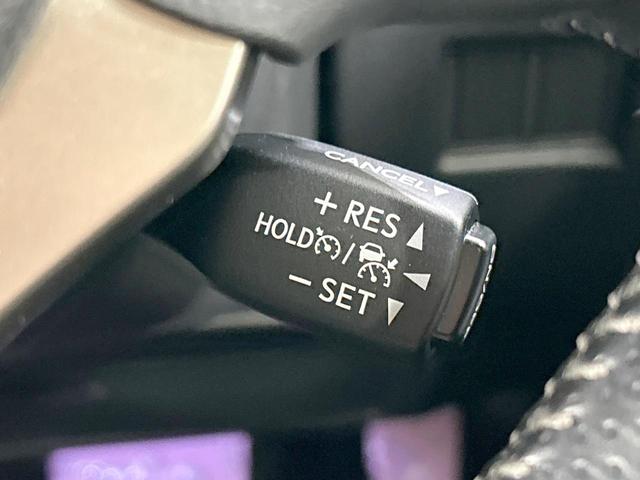 CANCEL▼
+ RES ▲
HOLD / ◀
− SET ▼